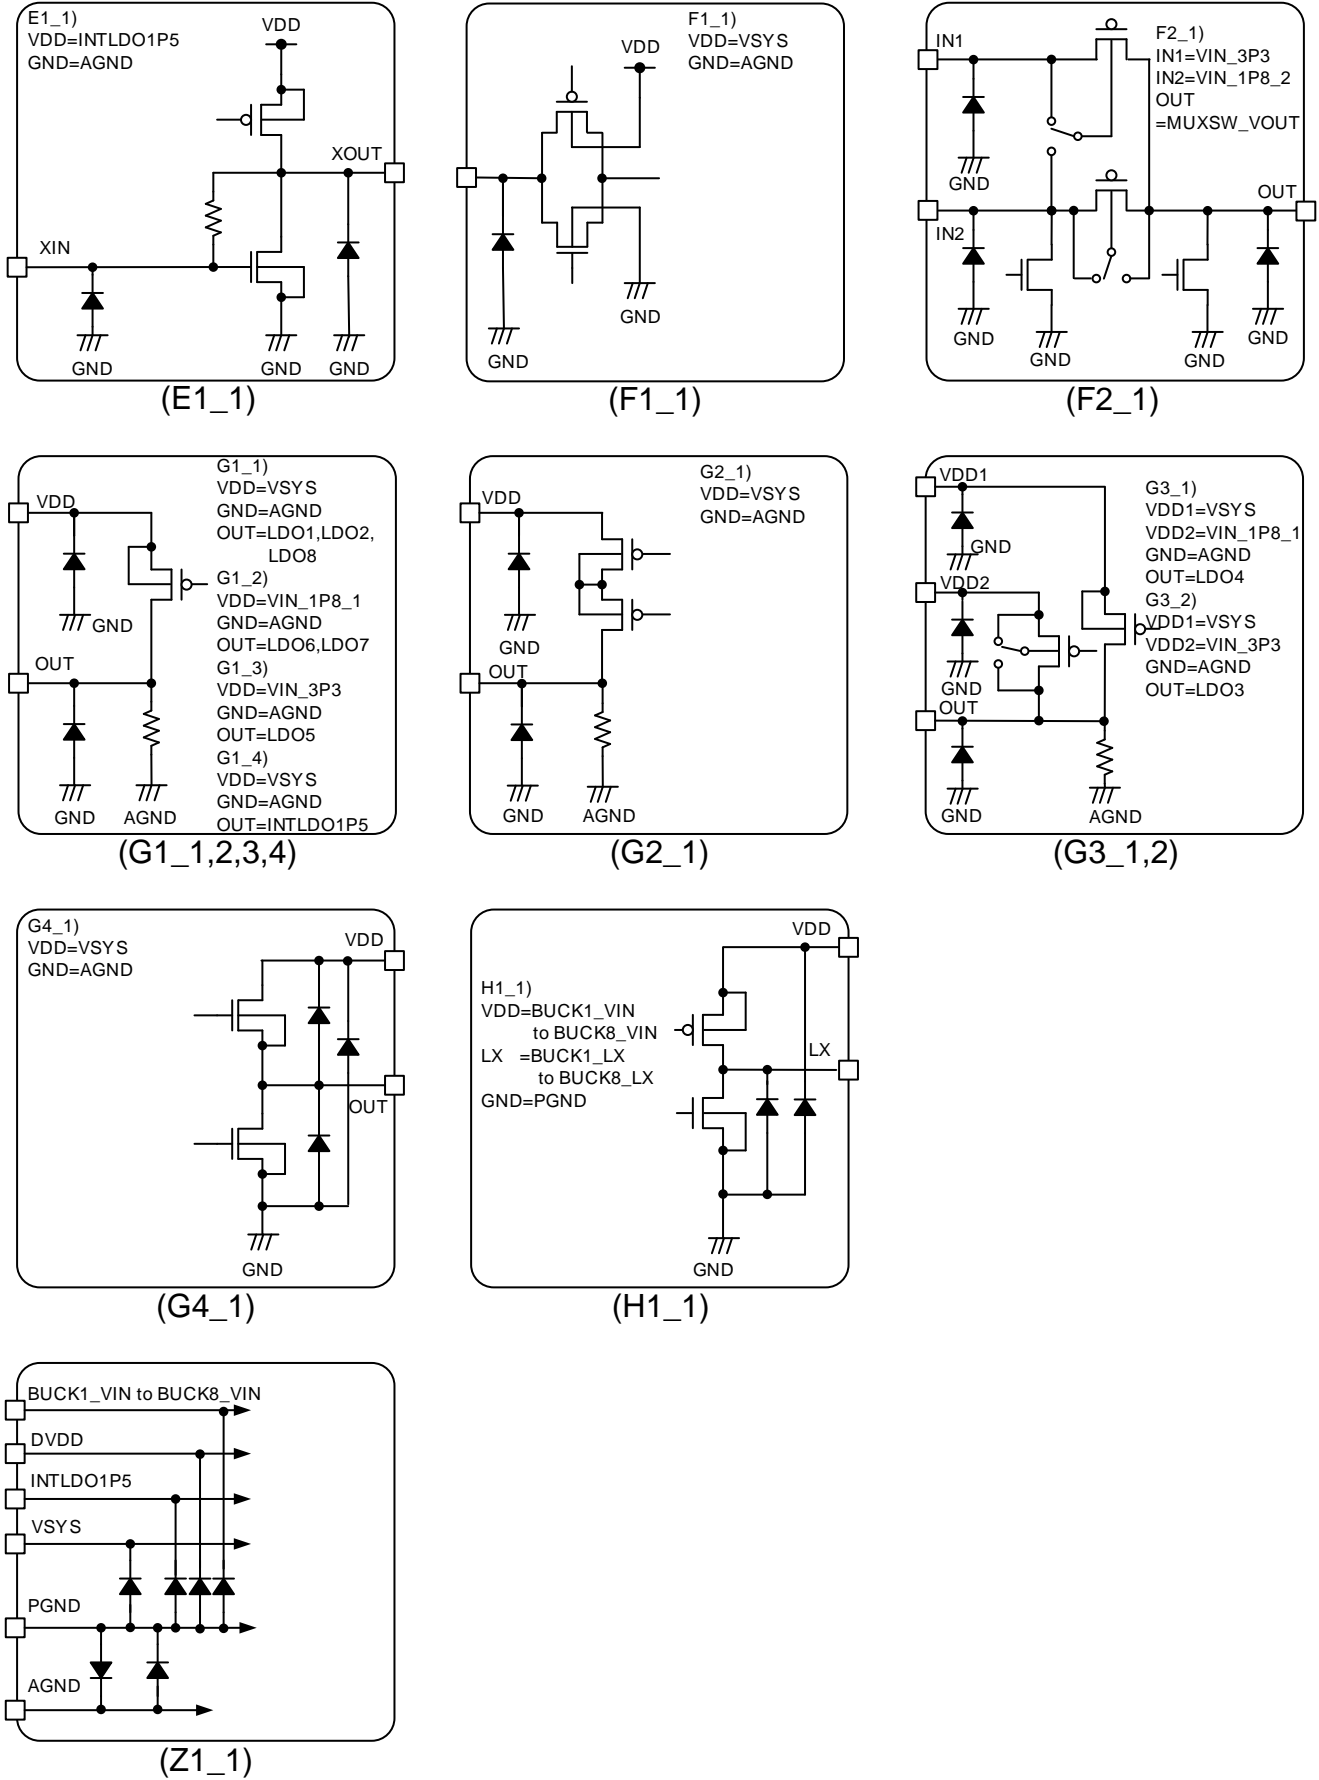 E1_1)
VDD=INTLDO1P5
GND=AGND
VDD
XOUT
XIN
GND
GND
GND
(E1_1)
F1_1)
VDD=VSYS
GND=AGND
VDD
GND
GND
(F1_1)
IN1
F2_1)
IN1=VIN_3P3
IN2=VIN_1P8_2
OUT
=MUXSW_VOUT
GND
OUT
IN2
GND
GND
GND
GND
(F2_1)
G1_1)
VDD=VSYS
GND=AGND
OUT=LDO1,LDO2,
LDO8
G1_2)
VDD=VIN_1P8_1
GND=AGND
OUT=LDO6,LDO7
G1_3)
VDD=VIN_3P3
GND=AGND
OUT=LDO5
G1_4)
VDD=VSYS
GND=AGND
OUT=INTLDO1P5
VDD
GND
OUT
GND
AGND
(G1_1,2,3,4)
G2_1)
VDD=VSYS
GND=AGND
VDD
GND
OUT
GND
AGND
(G2_1)
VDD1
GND
VDD2
GND
OUT
GND
AGND
G3_1)
VDD1=VSYS
VDD2=VIN_1P8_1
GND=AGND
OUT=LDO4
G3_2)
VDD1=VSYS
VDD2=VIN_3P3
GND=AGND
OUT=LDO3
(G3_1,2)
G4_1)
VDD=VSYS
GND=AGND
VDD
OUT
GND
(G4_1)
VDD
H1_1)
VDD=BUCK1_VIN
to BUCK8_VIN
LX =BUCK1_LX
to BUCK8_LX
GND=PGND
LX
GND
(H1_1)
BUCK1_VIN to BUCK8_VIN
DVDD
INTLDO1P5
VSYS
PGND
AGND
(Z1_1)